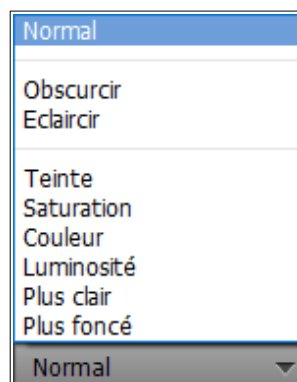 Normal
Obscurcir
Eclaircir
Teinte
Saturation
Couleur
Luminosité
Plus clair
Plus foncé
Normal